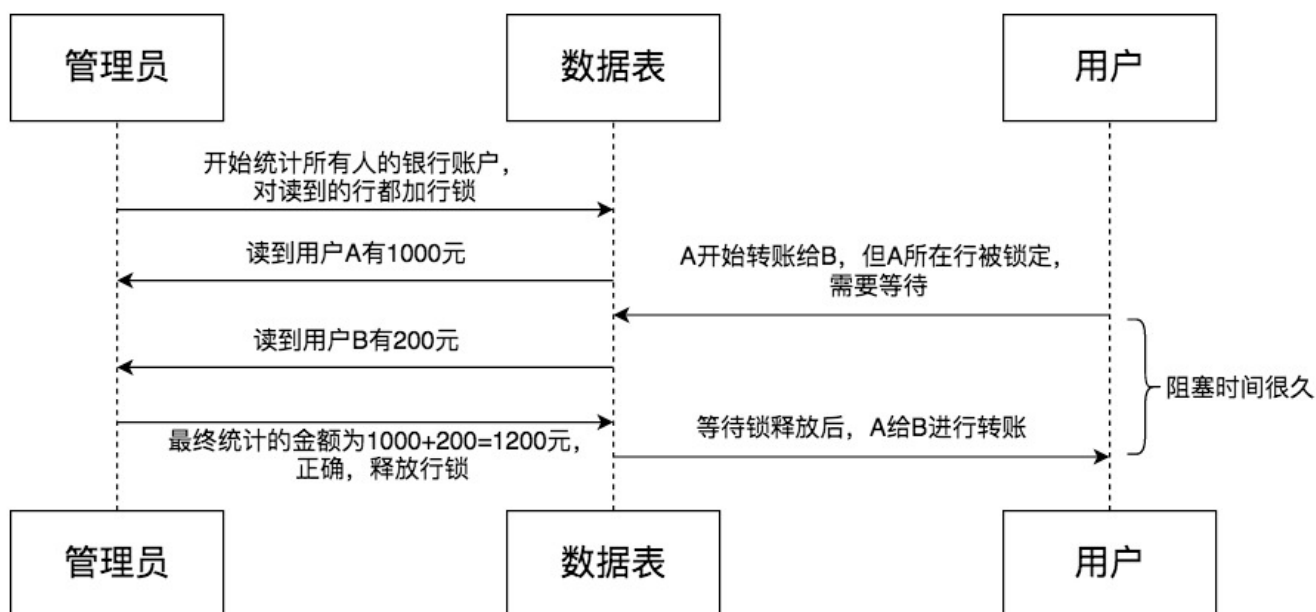 管理员
数据表
用户
开始统计所有人的银行账户，
对读到的行都加行锁
读到用户A有1000元
A开始转账给B，但A所在行被锁定，
需要等待
读到用户B有200元
阻塞时间很久
最终统计的金额为1000+200=1200元，
正确，释放行锁
等待锁释放后，A给B进行转账
管理员
数据表
用户